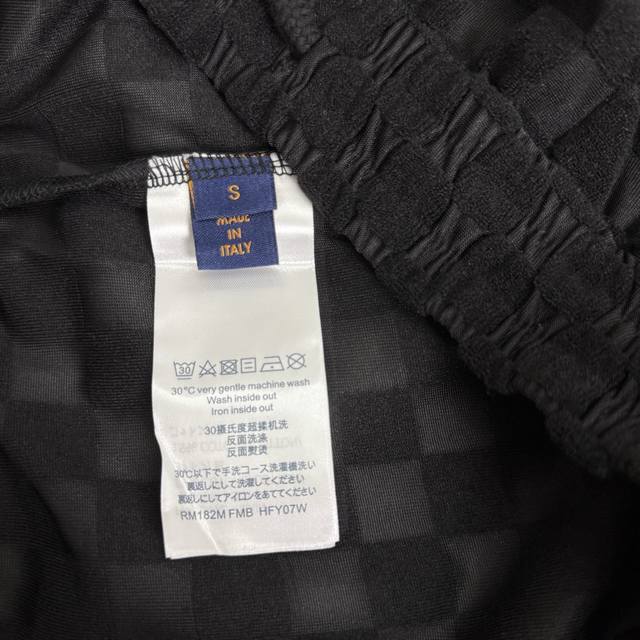 S
MADE
IN
ITALY
30
30°C very gentle machine wash
Wash inside out
Iron inside out
30摄氏度超揉机洗
反面洗涤
反面熨烫
30℃以下で手洗コース洗濯機洗い
裏返しにして洗濯してください
裏返しにしてアイロンをあててください
RM182M FMB HFY07W